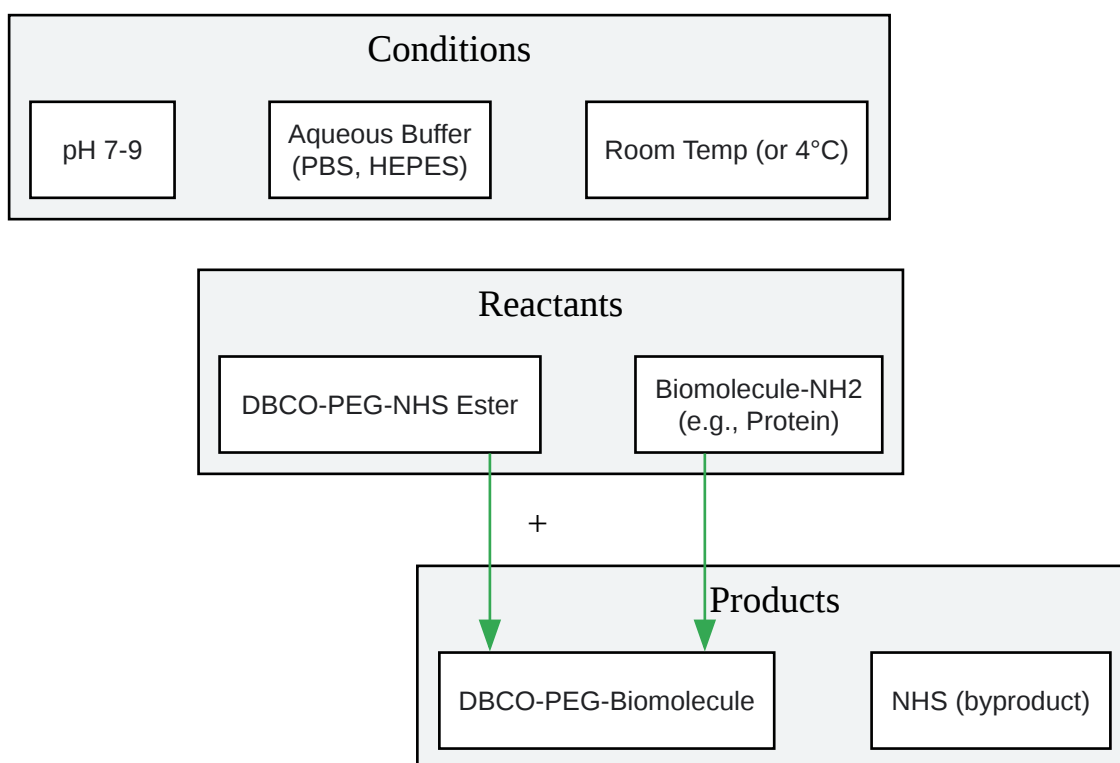 Conditions
pH 7-9
Aqueous Buffer
(PBS, HEPES)
Room Temp (or 4°C)
Reactants
DBCO-PEG-NHS Ester
Biomolecule-NH2
(e.g., Protein)
+
Products
DBCO-PEG-Biomolecule
NHS (byproduct)